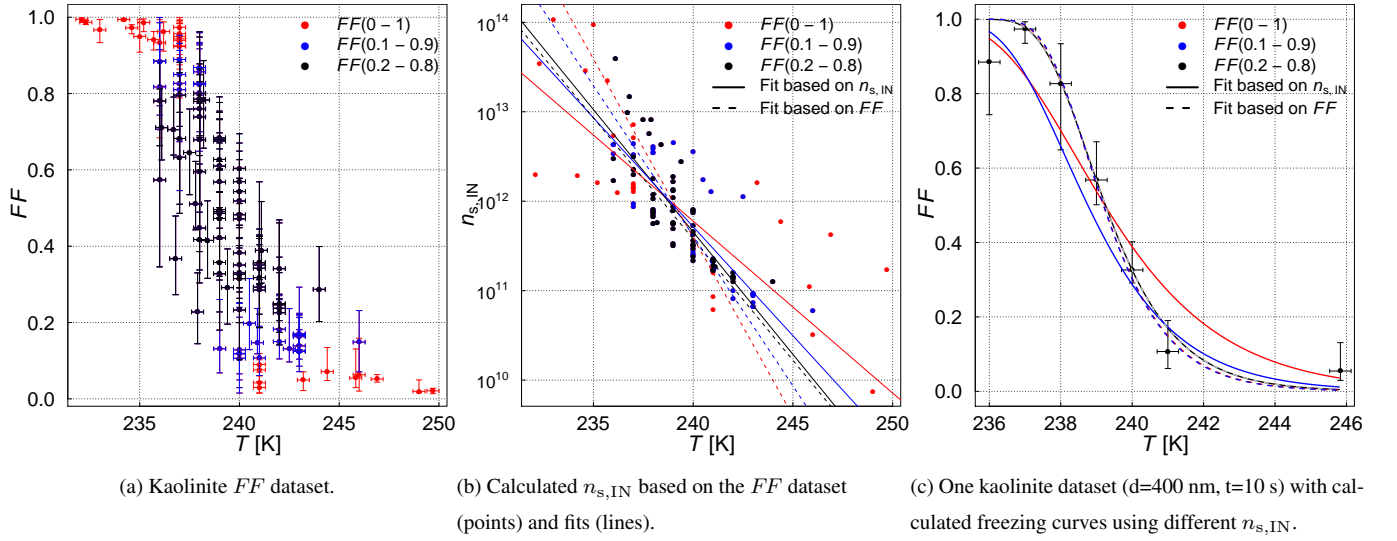 FF(0 − 1)
FF(0.1 − 0.9)
FF(0.2 − 0.8)
FF
1.0
0.8
0.6
0.4
0.2
0.0
235
240
245
250
T [K]
FF(0 − 1)
FF(0.1 − 0.9)
FF(0.2 − 0.8)
Fit based on n_s, IN
Fit based on FF
n_s, IN
10^14
10^13
10^12
10^11
10^10
235
240
245
250
T [K]
FF(0 − 1)
FF(0.1 − 0.9)
FF(0.2 − 0.8)
Fit based on n_s, IN
Fit based on FF
FF
1.0
0.8
0.6
0.4
0.2
0.0
236
238
240
242
244
246
T [K]
(a) Kaolinite FF dataset.
(b) Calculated n_s,IN based on the FF dataset
(points) and fits (lines).
(c) One kaolinite dataset (d=400 nm, t=10 s) with cal-
culated freezing curves using different n_s,IN.